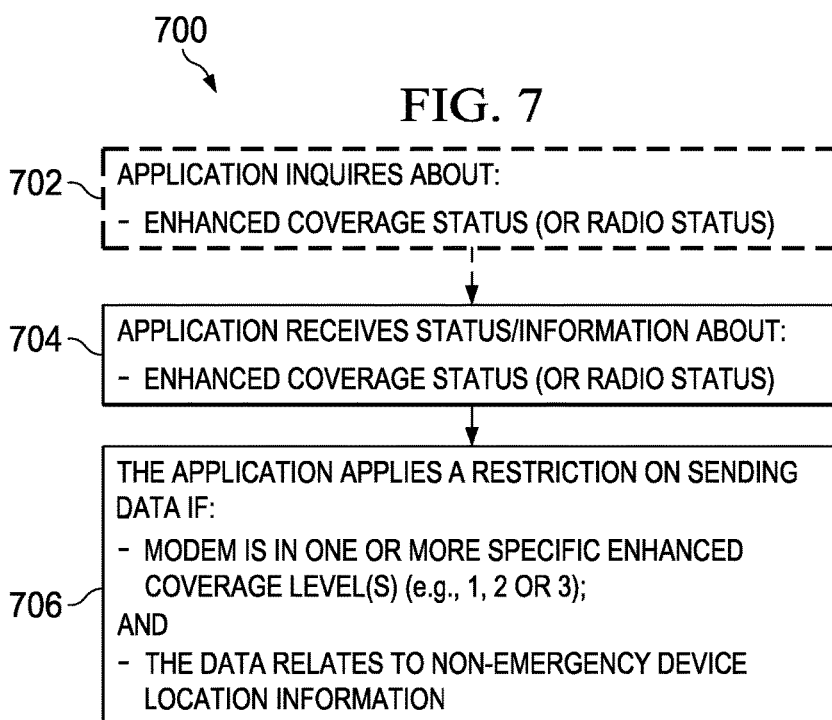 700
FIG. 7
702
APPLICATION INQUIRES ABOUT:
- ENHANCED COVERAGE STATUS (OR RADIO STATUS)
704
APPLICATION RECEIVES STATUS/INFORMATION ABOUT:
- ENHANCED COVERAGE STATUS (OR RADIO STATUS)
706
THE APPLICATION APPLIES A RESTRICTION ON SENDING
DATA IF:
- MODEM IS IN ONE OR MORE SPECIFIC ENHANCED
COVERAGE LEVEL(S) (e.g., 1, 2 OR 3);
AND
- THE DATA RELATES TO NON-EMERGENCY DEVICE
LOCATION INFORMATION